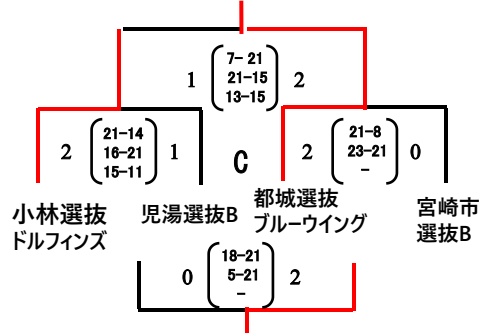 7- 21
1 21-15 2
13-15
21-14
2 16-21 1
15-11
C
21-8
2 23-21 0
-
小林選抜
ドルフィンズ
児湯選抜B
都城選抜
ブルーウイング
宮崎市
選抜B
18-21
0 5-21 2
-